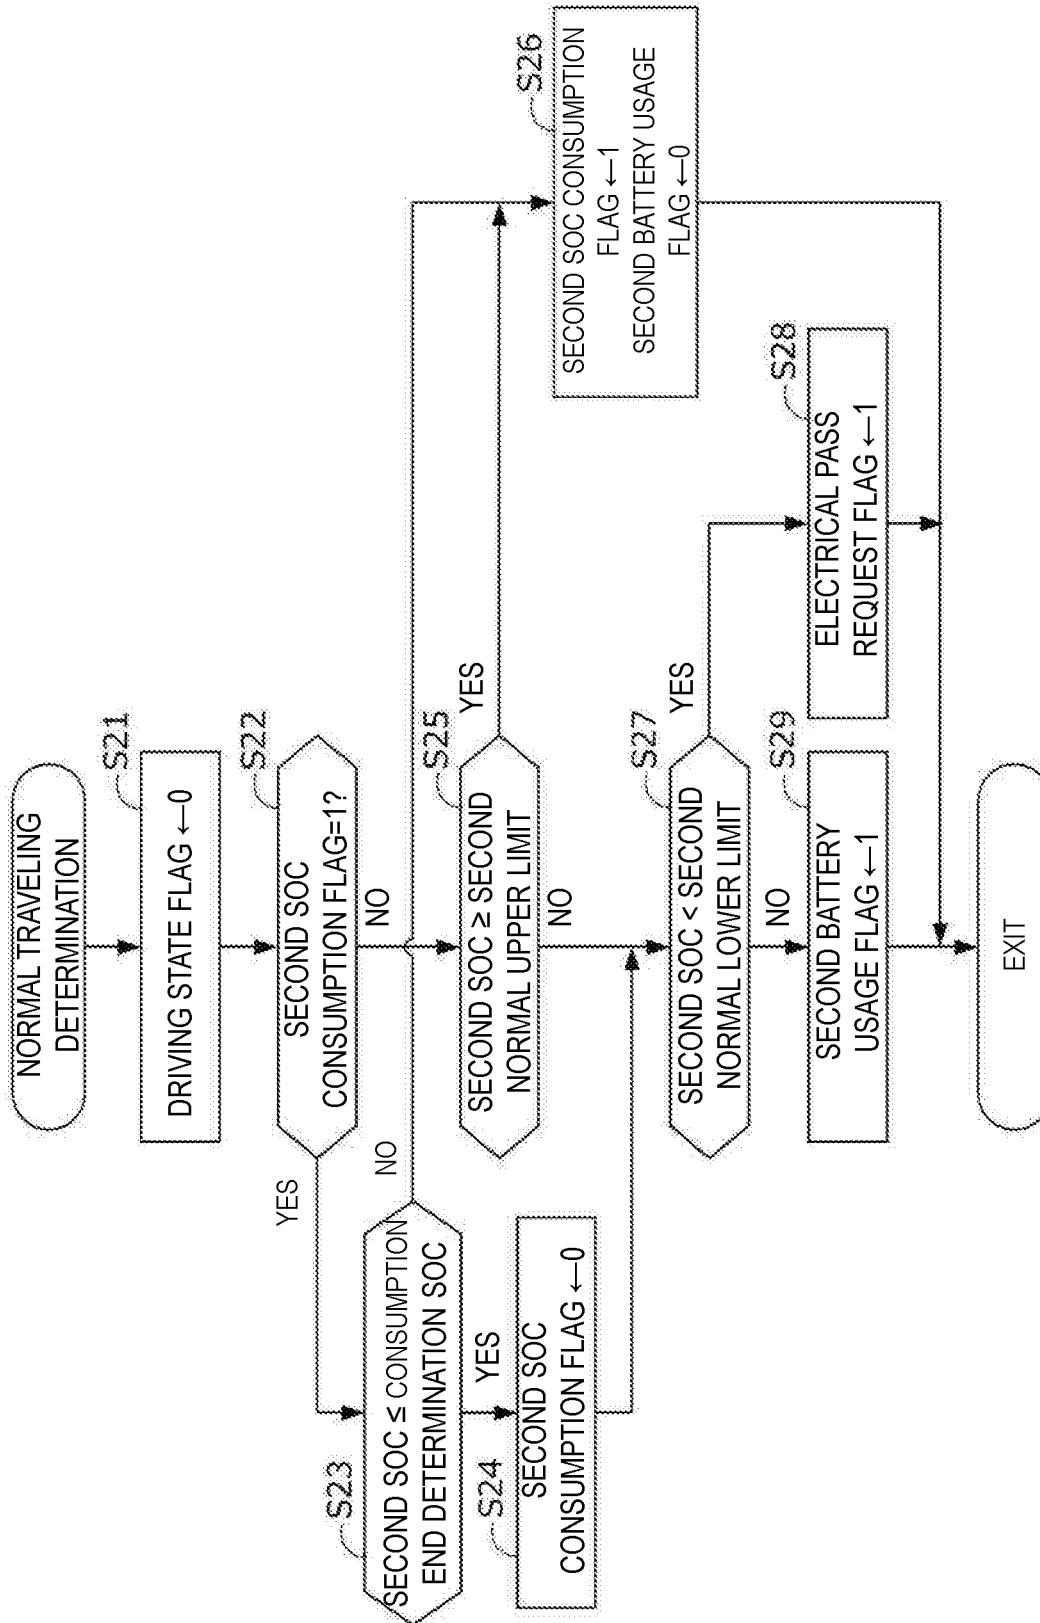 NORMAL TRAVELING
DETERMINATION
S21
DRIVING STATE FLAG ←0
S22
SECOND SOC
CONSUMPTION FLAG=1?
YES
NO
S23
SECOND SOC ≤ CONSUMPTION
END DETERMINATION SOC
NO
YES
S24
SECOND SOC
CONSUMPTION FLAG ←0
S25
SECOND SOC ≥ SECOND
NORMAL UPPER LIMIT
YES
NO
S26
SECOND SOC CONSUMPTION
FLAG ←1
SECOND BATTERY USAGE
FLAG ←0
S27
SECOND SOC < SECOND
NORMAL LOWER LIMIT
YES
NO
S28
ELECTRICAL PASS
REQUEST FLAG ←1
S29
SECOND BATTERY
USAGE FLAG ←1
EXIT